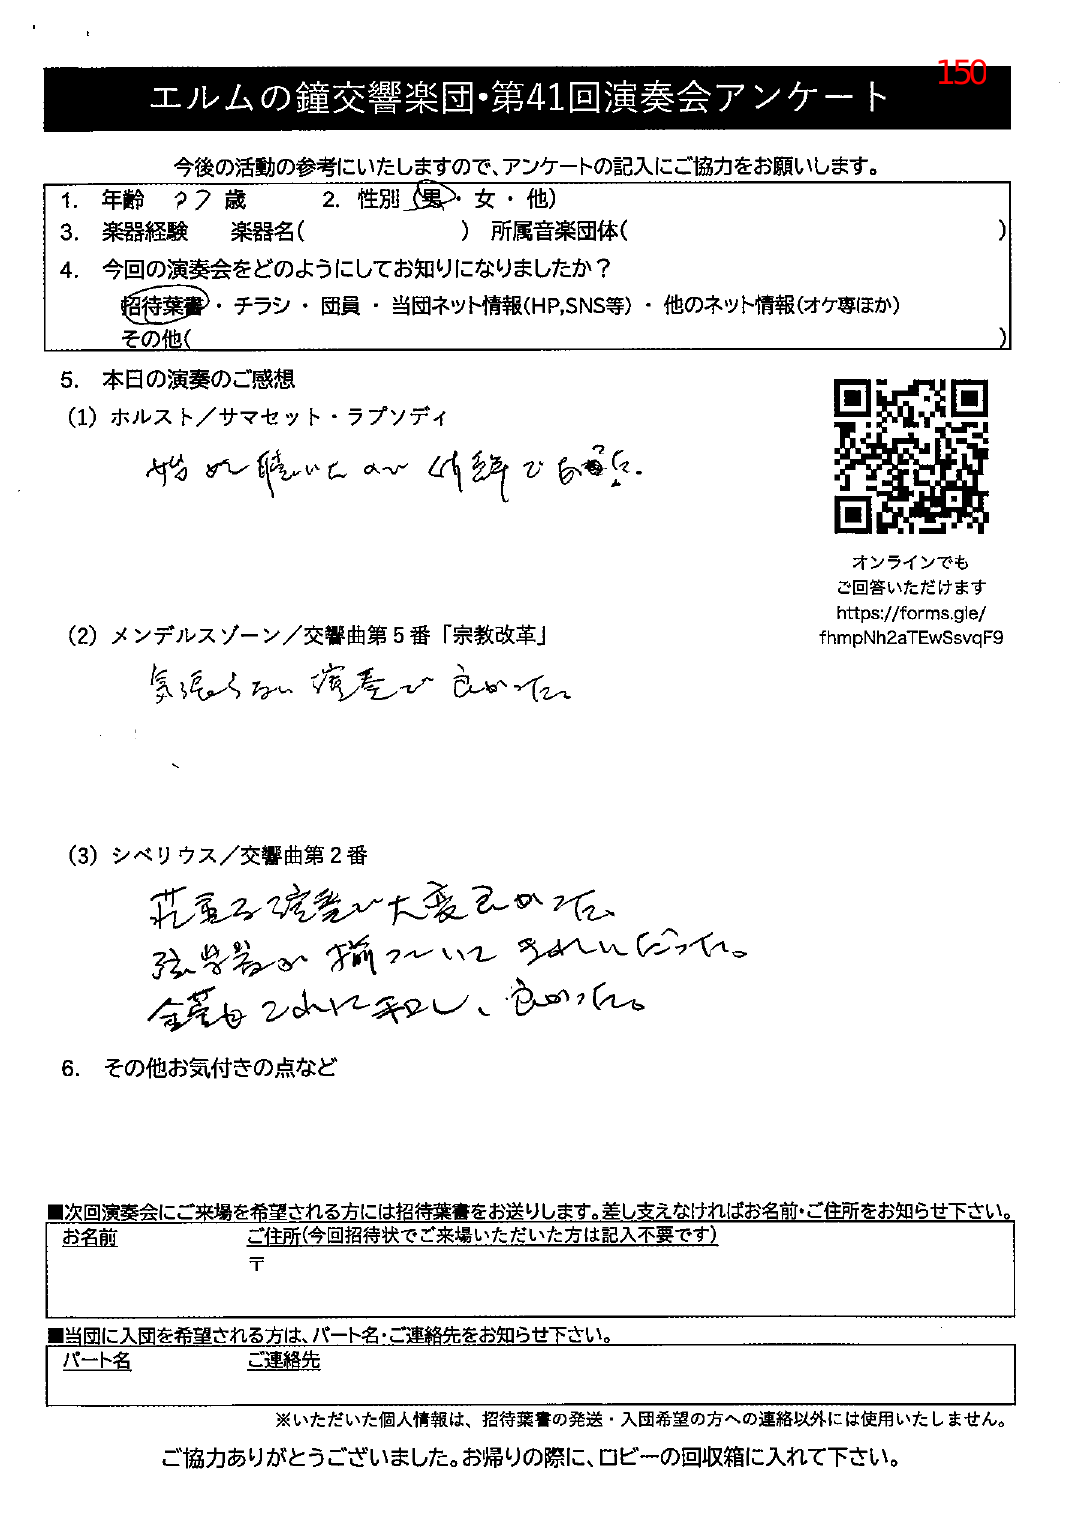 150
エルムの鐘交響楽団・第41回演奏会アンケート
今後の活動の参考にいたしますので、アンケートの記入にご協力をお願いします。
1. 年齢 77 歳 2. 性別 (男・女・他)
3. 楽器経験 楽器名( ) 所属音楽団体( )
4. 今回の演奏会をどのようにしてお知りになりましたか？
招待葉書・チラシ・団員・当団ネット情報(HP,SNS等)・他のネット情報(オケ専ほか)
その他( )
5. 本日の演奏のご感想
(1) ホルスト／サマセット・ラプソディ
始めて聴いたが新鮮であった.
オンラインでも
ご回答いただけます
https://forms.gle/
fhmpNh2aTEwSsvqF9
(2) メンデルスゾーン／交響曲第５番「宗教改革」
気張らない演奏で良かった。
(3) シベリウス／交響曲第２番
荘重な演奏で大変良かった。
弦楽器が揃っていてきれいだった。
金管もそれに和し、良かった。
6. その他お気付きの点など
■次回演奏会にご来場を希望される方には招待葉書をお送りします。差し支えなければお名前・ご住所をお知らせ下さい。
お名前 ご住所(今回招待状でご来場いただいた方は記入不要です)
〒
■当団に入団を希望される方は、パート名・ご連絡先をお知らせ下さい。
パート名 ご連絡先
※いただいた個人情報は、招待葉書の発送・入団希望の方への連絡以外には使用いたしません。
ご協力ありがとうございました。お帰りの際に、ロビーの回収箱に入れて下さい。